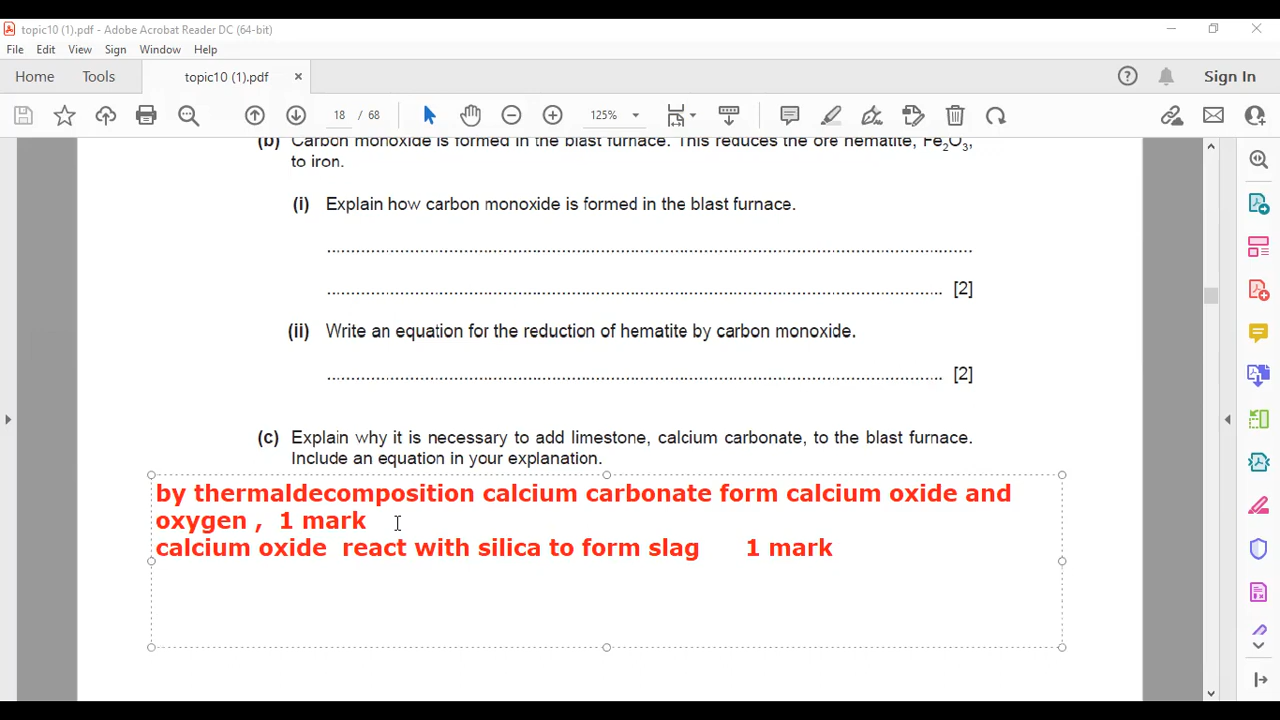 topic10 (1).pdf - Adobe Acrobat Reader DC (64-bit)
File Edit View Sign Window Help
Home Tools topic10 (1).pdf × Sign In
18 / 68 125%
(b) Carbon monoxide is formed in the blast furnace. This reduces the ore hematite, Fe₂O₃,
to iron.
(i) Explain how carbon monoxide is formed in the blast furnace.
..........................................................................................................................
.................................................................................................................... [2]
(ii) Write an equation for the reduction of hematite by carbon monoxide.
.................................................................................................................... [2]
(c) Explain why it is necessary to add limestone, calcium carbonate, to the blast furnace.
Include an equation in your explanation.
by thermaldecomposition calcium carbonate form calcium oxide and
oxygen , 1 mark
calcium oxide react with silica to form slag 1 mark